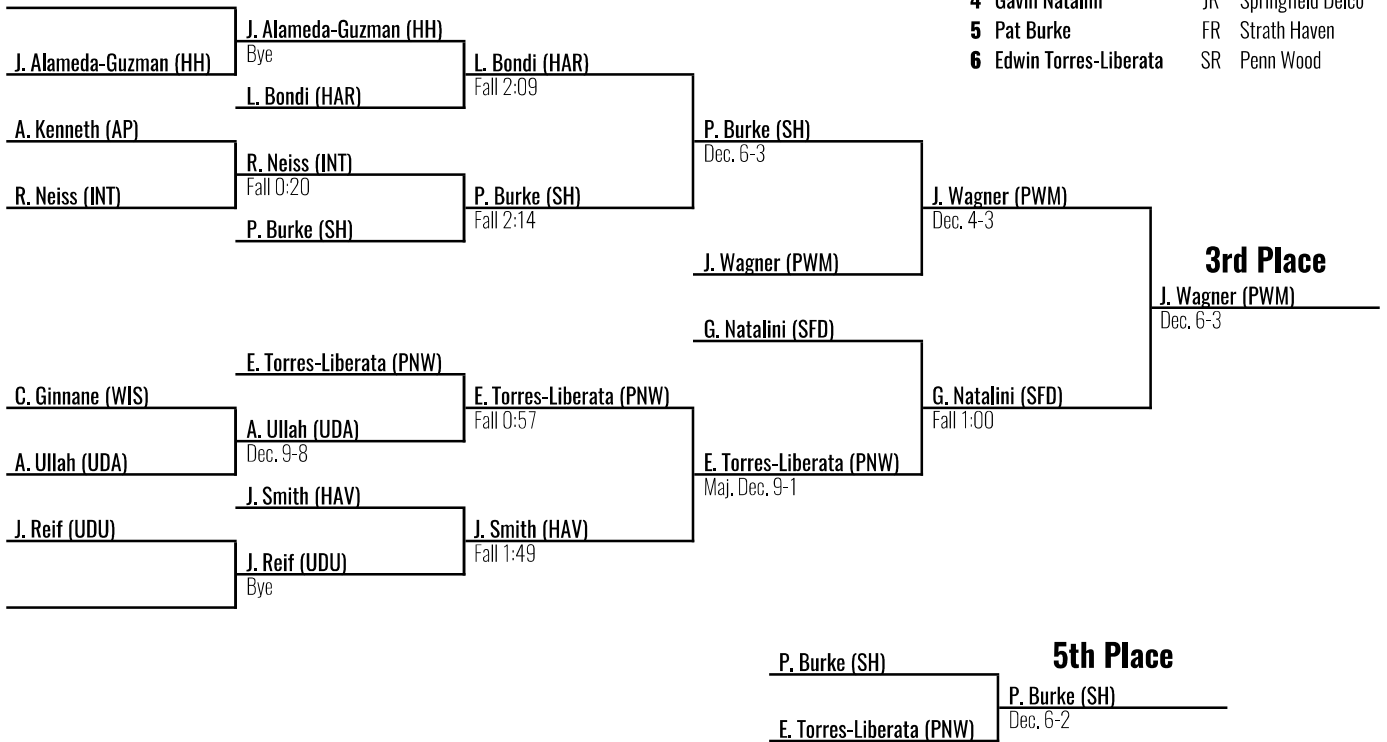 4 Gavin Natalini JR Springfield Delco
5 Pat Burke FR Strath Haven
6 Edwin Torres-Liberata SR Penn Wood
J. Alameda-Guzman (HH)
J. Alameda-Guzman (HH)
Bye
L. Bondi (HAR)
L. Bondi (HAR)
Fall 2:09
A. Kenneth (AP)
R. Neiss (INT)
R. Neiss (INT)
Fall 0:20
P. Burke (SH)
P. Burke (SH)
Fall 2:14
P. Burke (SH)
Dec. 6-3
J. Wagner (PWM)
J. Wagner (PWM)
Dec. 4-3
3rd Place
J. Wagner (PWM)
Dec. 6-3
G. Natalini (SFD)
G. Natalini (SFD)
Fall 1:00
E. Torres-Liberata (PNW)
C. Ginnane (WIS)
A. Ullah (UDA)
A. Ullah (UDA)
Dec. 9-8
E. Torres-Liberata (PNW)
Fall 0:57
E. Torres-Liberata (PNW)
Maj. Dec. 9-1
J. Smith (HAV)
J. Reif (UDU)
J. Reif (UDU)
Bye
J. Smith (HAV)
Fall 1:49
5th Place
P. Burke (SH)
E. Torres-Liberata (PNW)
P. Burke (SH)
Dec. 6-2